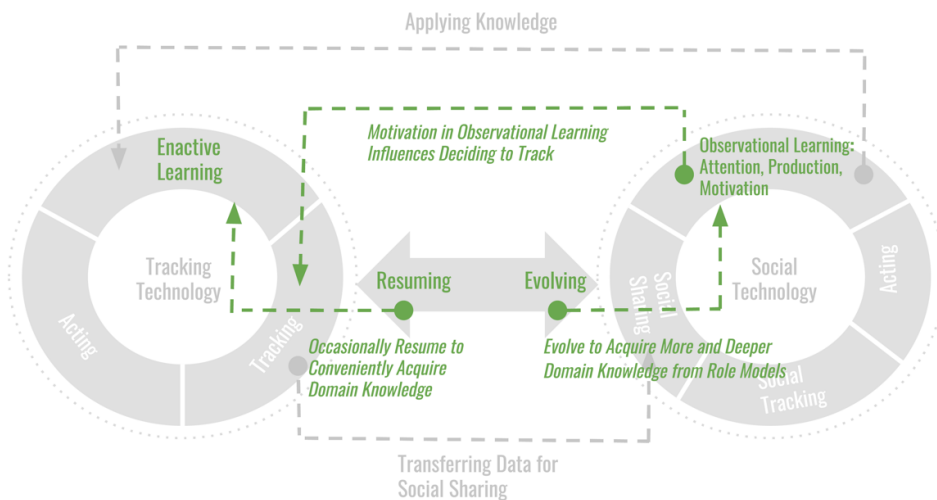 Applying Knowledge
Motivation in Observational Learning
Influences Deciding to Track
Enactive
Learning
Observational Learning:
Attention, Production,
Motivation
Tracking
Technology
Acting
Tracking
Resuming
Evolving
Social
Sharing
Social
Technology
Acting
Social
Tracking
Occasionally Resume to
Conveniently Acquire
Domain Knowledge
Evolve to Acquire More and Deeper
Domain Knowledge from Role Models
Transferring Data for
Social Sharing